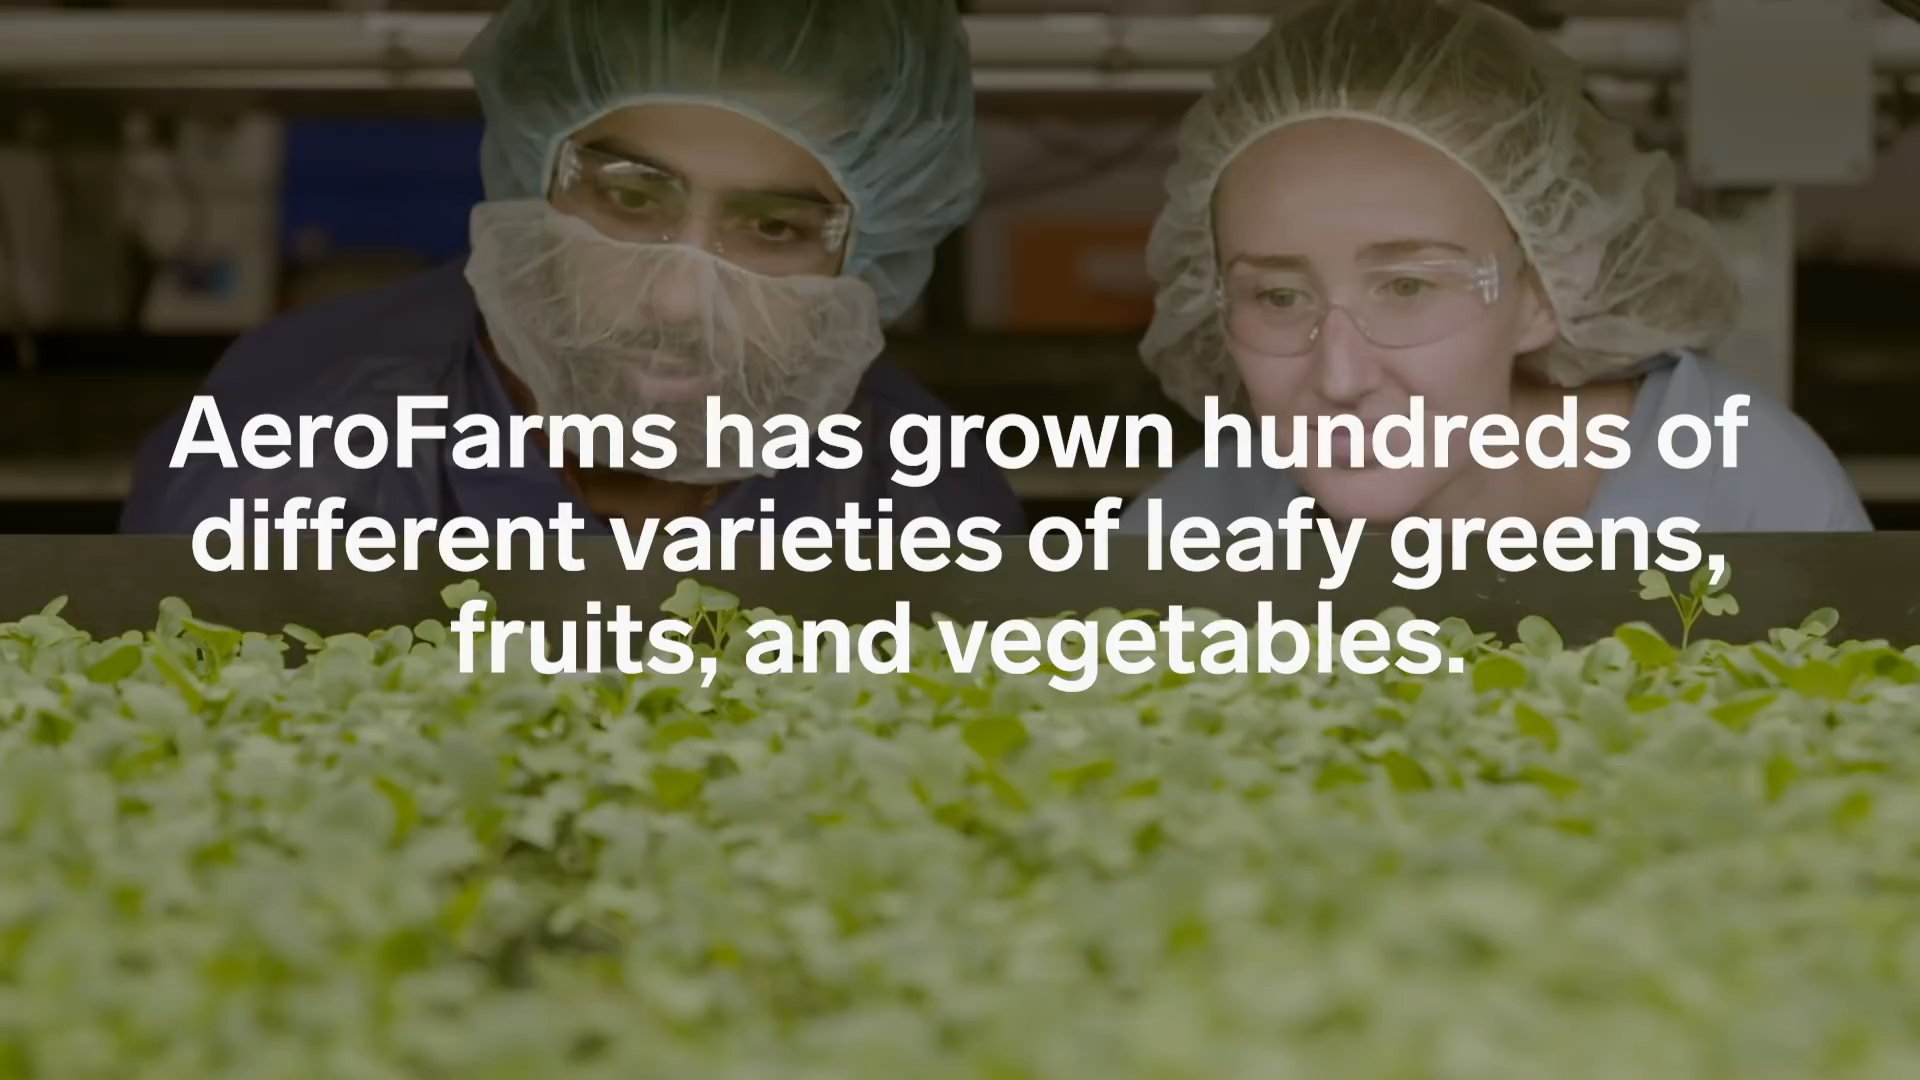 AeroFarms has grown hundreds of
different varieties of leafy greens,
fruits, and vegetables.